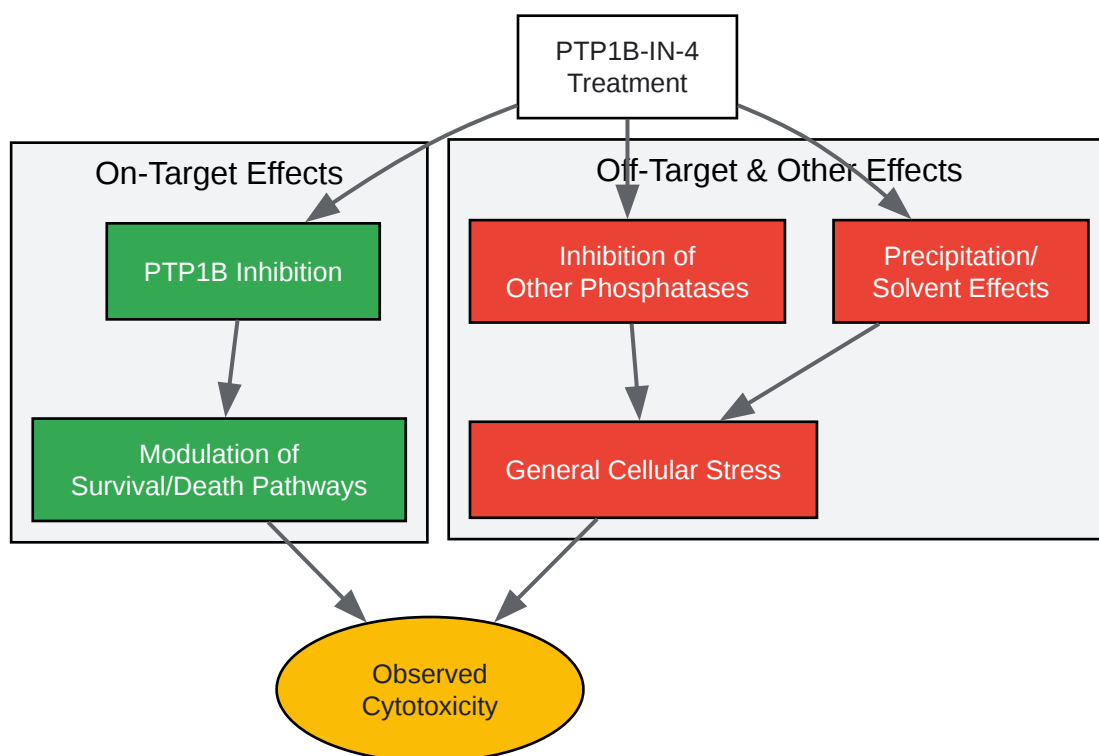 PTP1B-IN-4
Treatment
On-Target Effects
Off-Target & Other Effects
PTP1B Inhibition
Inhibition of
Other Phosphatases
Precipitation/
Solvent Effects
Modulation of
Survival/Death Pathways
General Cellular Stress
Observed
Cytotoxicity